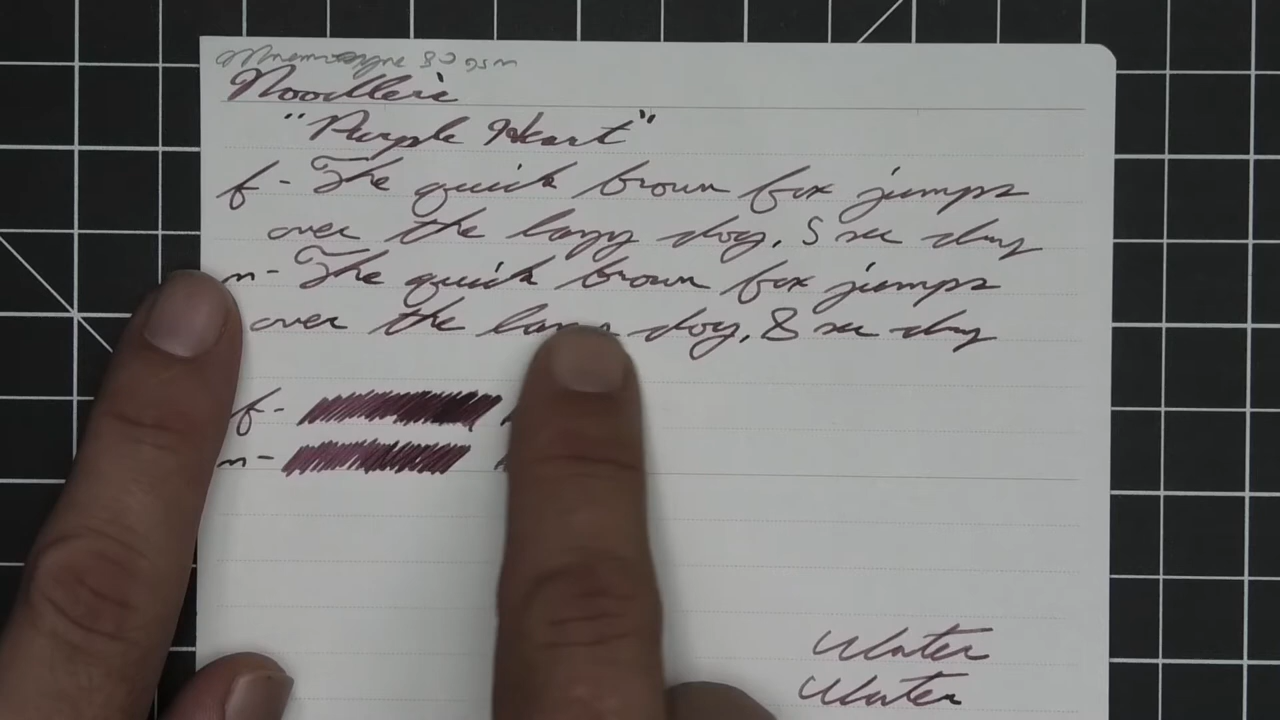 Mnemosyne 80 GSM
Noodler's
"Purple Heart"
f- The quick brown fox jumps
over the lazy dog, 5 sec dry
m- The quick brown fox jumps
over the lazy dog, 8 sec dry
f-
m-
Water
Water